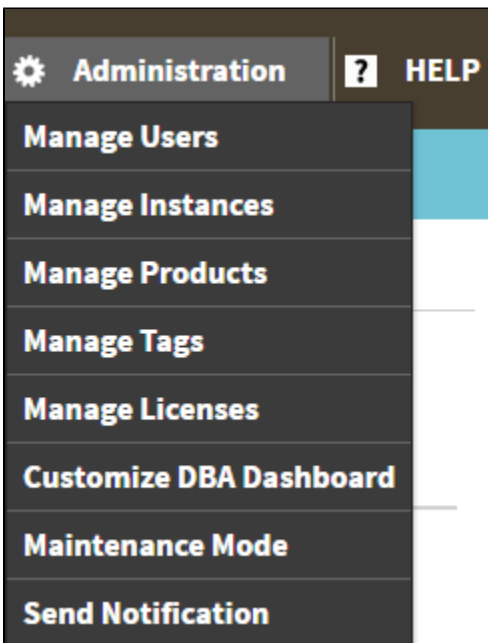 Administration ? HELP
Manage Users
Manage Instances
Manage Products
Manage Tags
Manage Licenses
Customize DBA Dashboard
Maintenance Mode
Send Notification